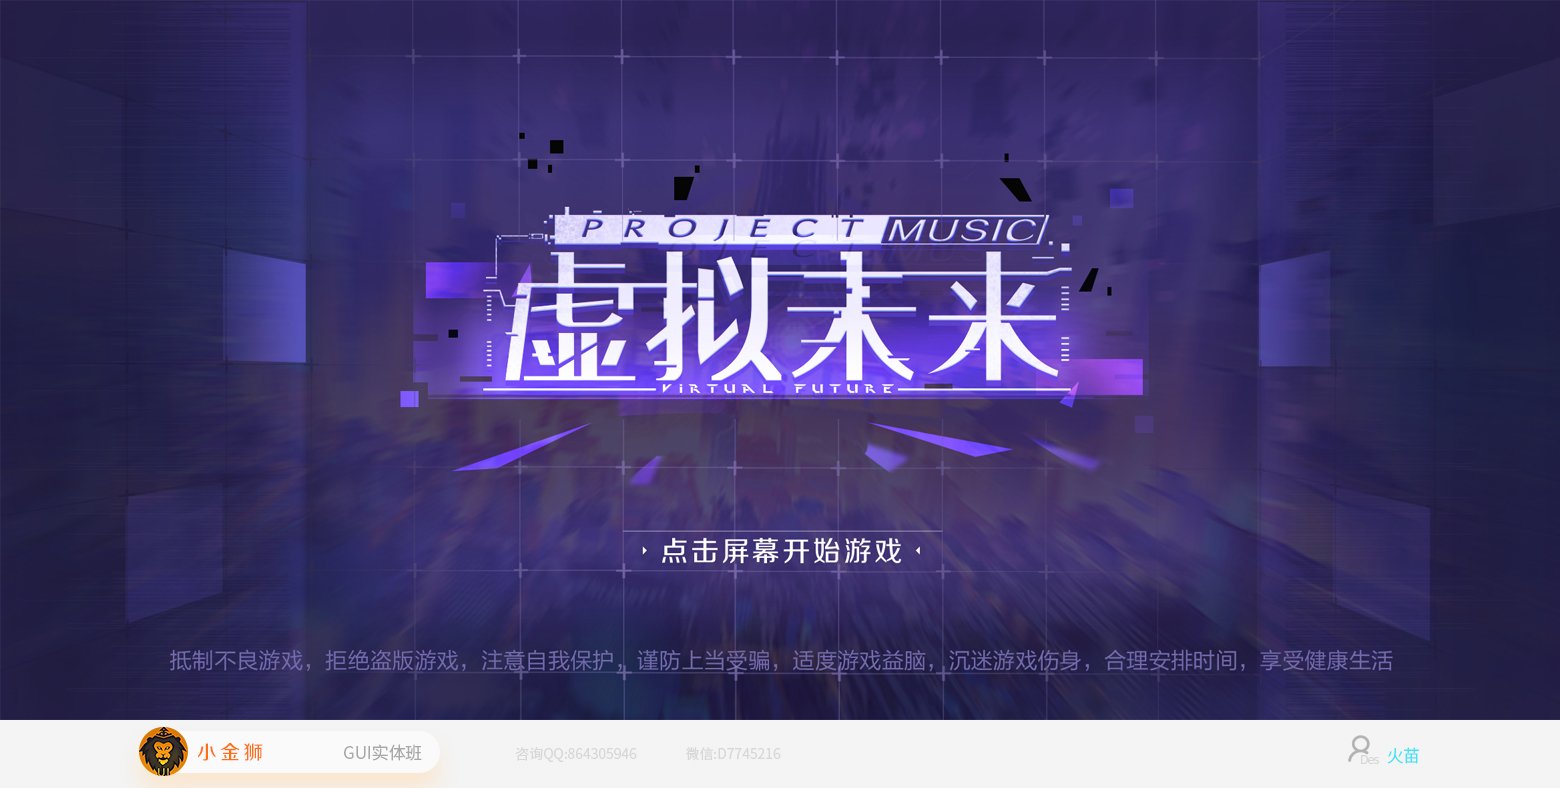 PROJECT MUSIC
虚拟未来
VIRTUAL FUTURE
点击屏幕开始游戏
抵制不良游戏，拒绝盗版游戏，注意自我保护，谨防上当受骗，适度游戏益脑，沉迷游戏伤身，合理安排时间，享受健康生活
小金狮 GUI实体班 咨询QQ:864305946 微信:D7745216 Des 火苗